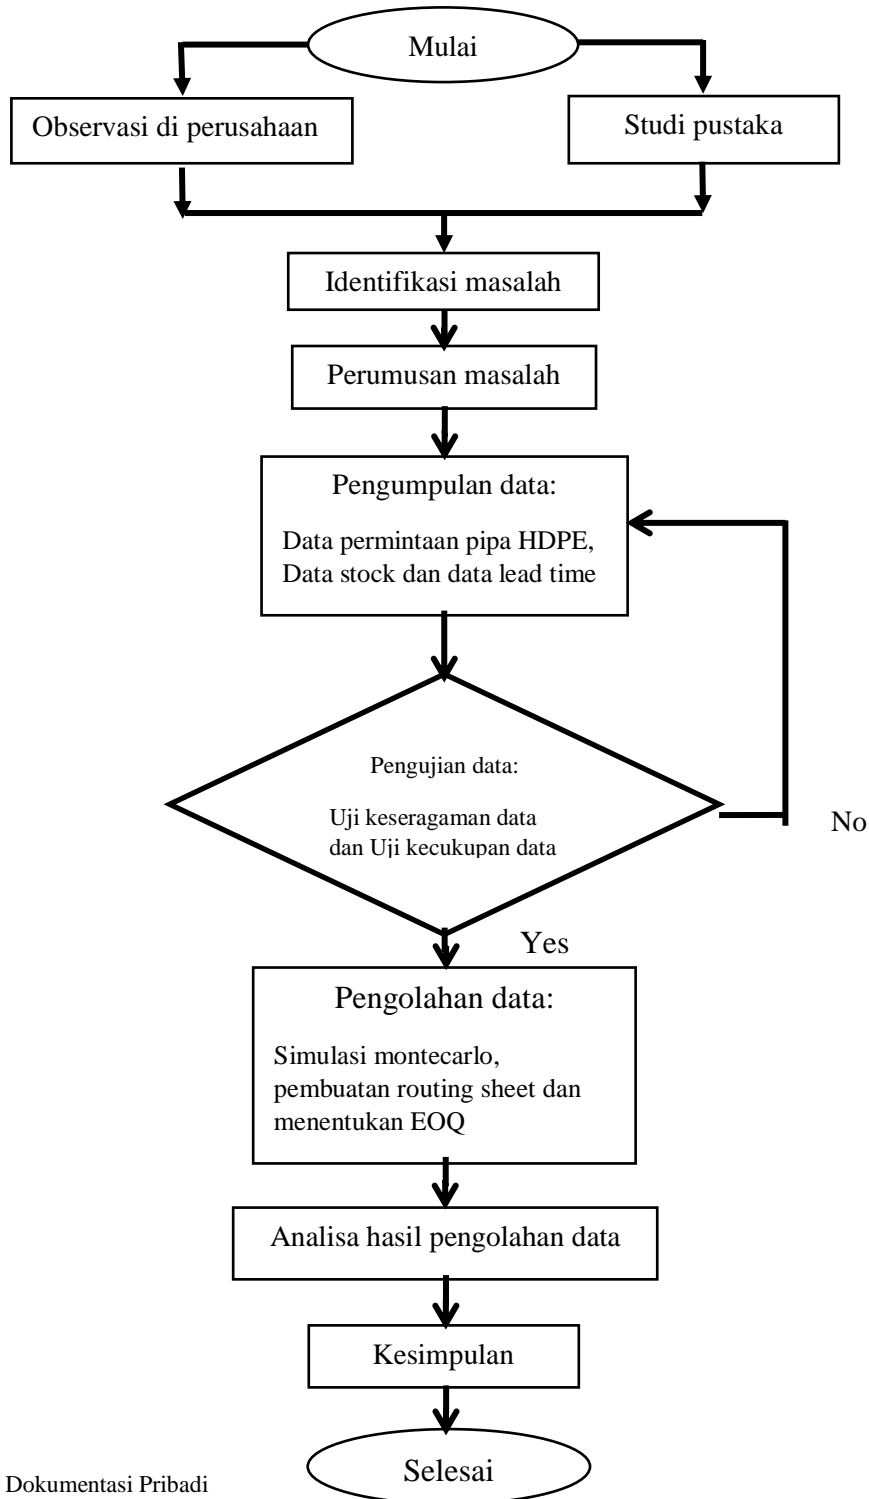 Mulai
Observasi di perusahaan
Studi pustaka
Identifikasi masalah
Perumusan masalah
Pengumpulan data:
Data permintaan pipa HDPE,
Data stock dan data lead time
Pengujian data:
Uji keseragaman data
dan Uji kecukupan data
No
Yes
Pengolahan data:
Simulasi montecarlo,
pembuatan routing sheet dan
menentukan EOQ
Analisa hasil pengolahan data
Kesimpulan
Selesai
Dokumentasi Pribadi